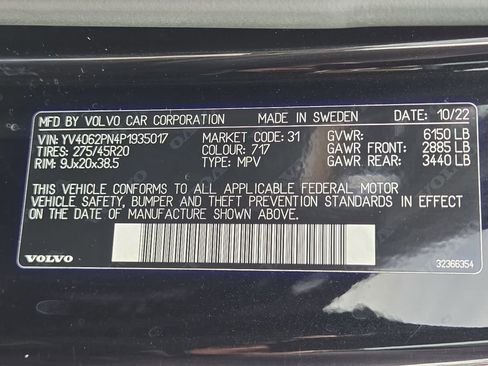 MFD BY VOLVO CAR CORPORATION MADE IN SWEDEN DATE: 10/22
VIN: YV4062PN4P1935017 MARKET CODE: 31 GVWR: 6150 LB
TIRES: 275/45R20 COLOUR: 717 GAWR FRONT: 2885 LB
RIM: 9Jx20x38.5 TYPE: MPV GAWR REAR: 3440 LB
THIS VEHICLE CONFORMS TO ALL APPLICABLE FEDERAL MOTOR
VEHICLE SAFETY, BUMPER AND THEFT PREVENTION STANDARDS IN EFFECT
ON THE DATE OF MANUFACTURE SHOWN ABOVE.
VOLVO 32366354